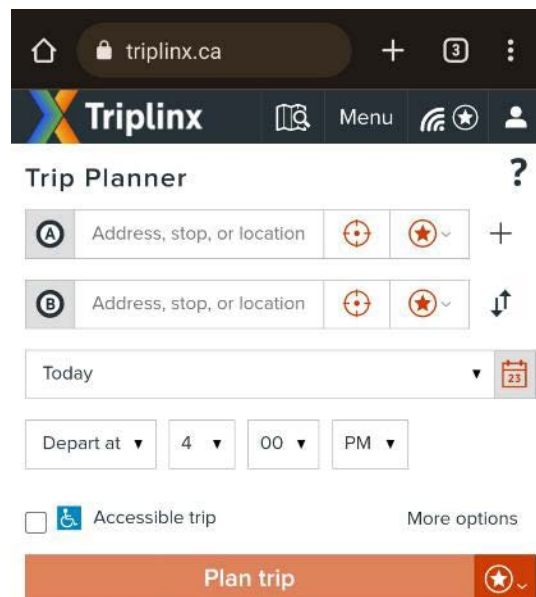 triplinx.ca
3
Triplinx
Menu
Trip Planner
?
A Address, stop, or location
B Address, stop, or location
Today
23
Depart at 4 00 PM
Accessible trip
More options
Plan trip